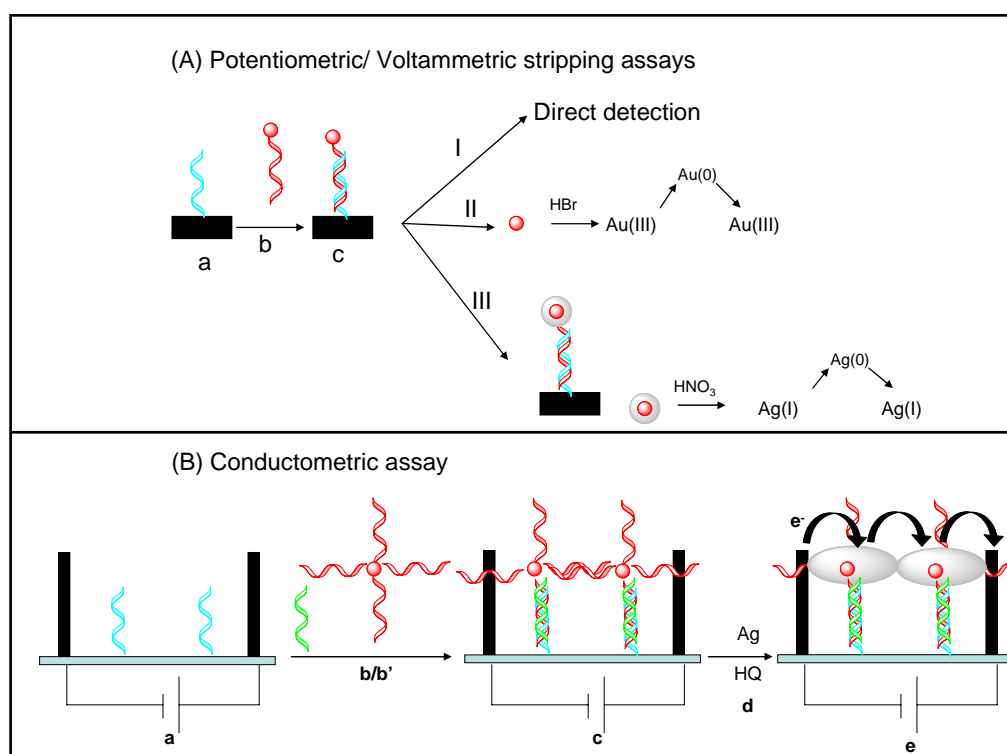 (A) Potentiometric/ Voltammetric stripping assays
Direct detection
I
II
HBr
Au(III)
Au(0)
Au(III)
a
b
c
III
HNO3
Ag(I)
Ag(0)
Ag(I)
(B) Conductometric assay
e-
b/b’
Ag
HQ
d
a
c
e